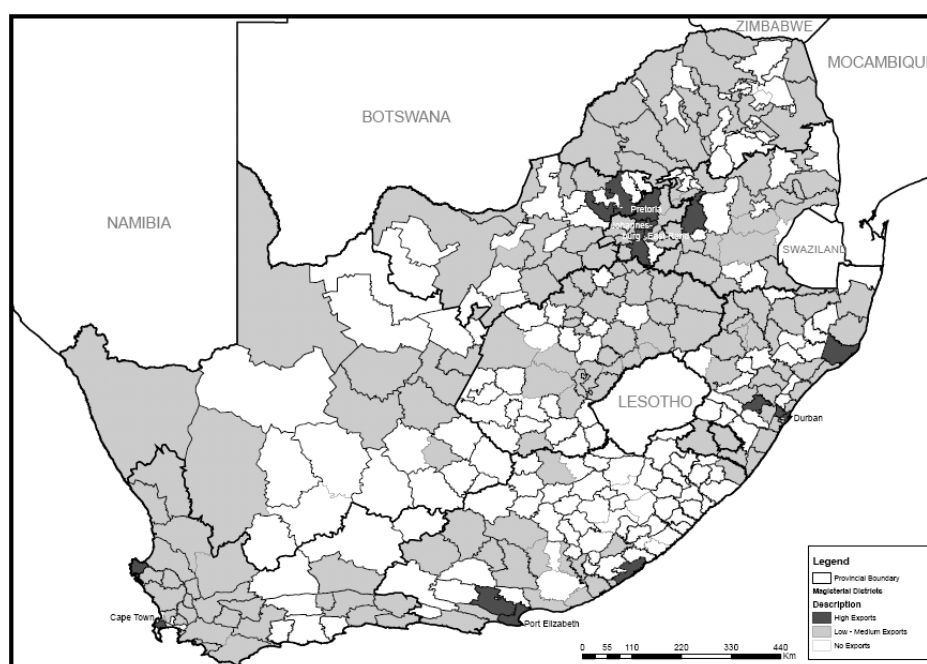 ZIMBABWE
MOCAMBIQU
BOTSWANA
NAMIBIA
Pretoria
SWAZILAND
LESOTHO
Durban
Cape Town
Port Elizabeth
Legend
Provincial Boundary
Magisterial Districts
Description
High Exports
Low - Medium Exports
No Exports
0 55 110 220 330 440
Km